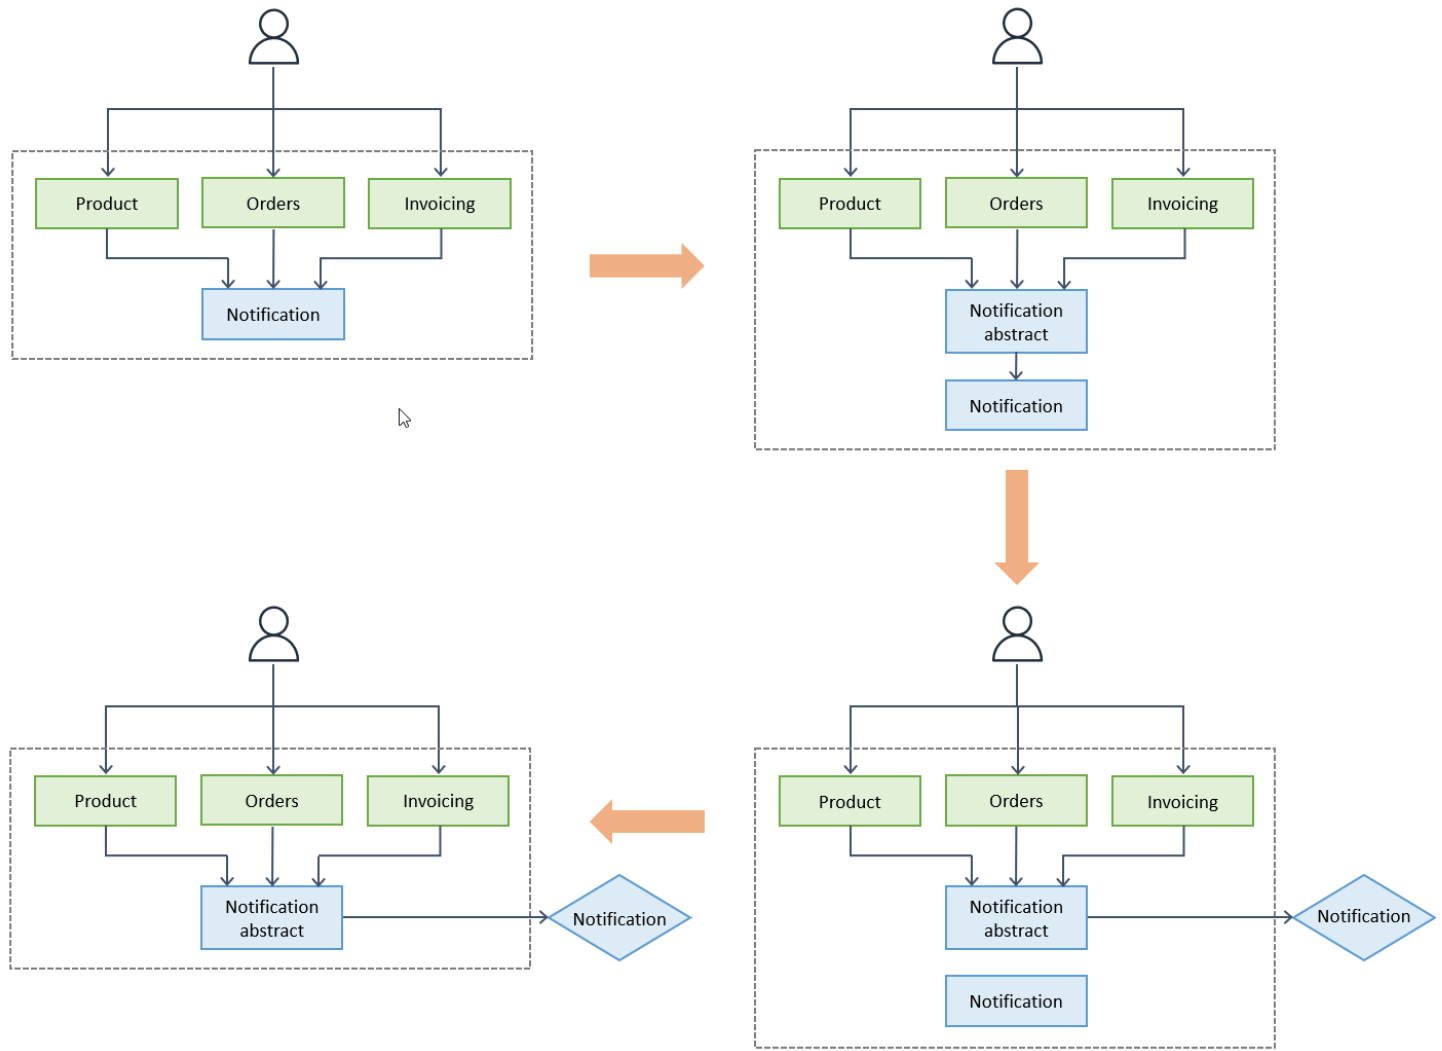 Product
Orders
Invoicing
Notification
Product
Orders
Invoicing
Notification
abstract
Notification
Product
Orders
Invoicing
Notification
abstract
Notification
Product
Orders
Invoicing
Notification
abstract
Notification
Notification